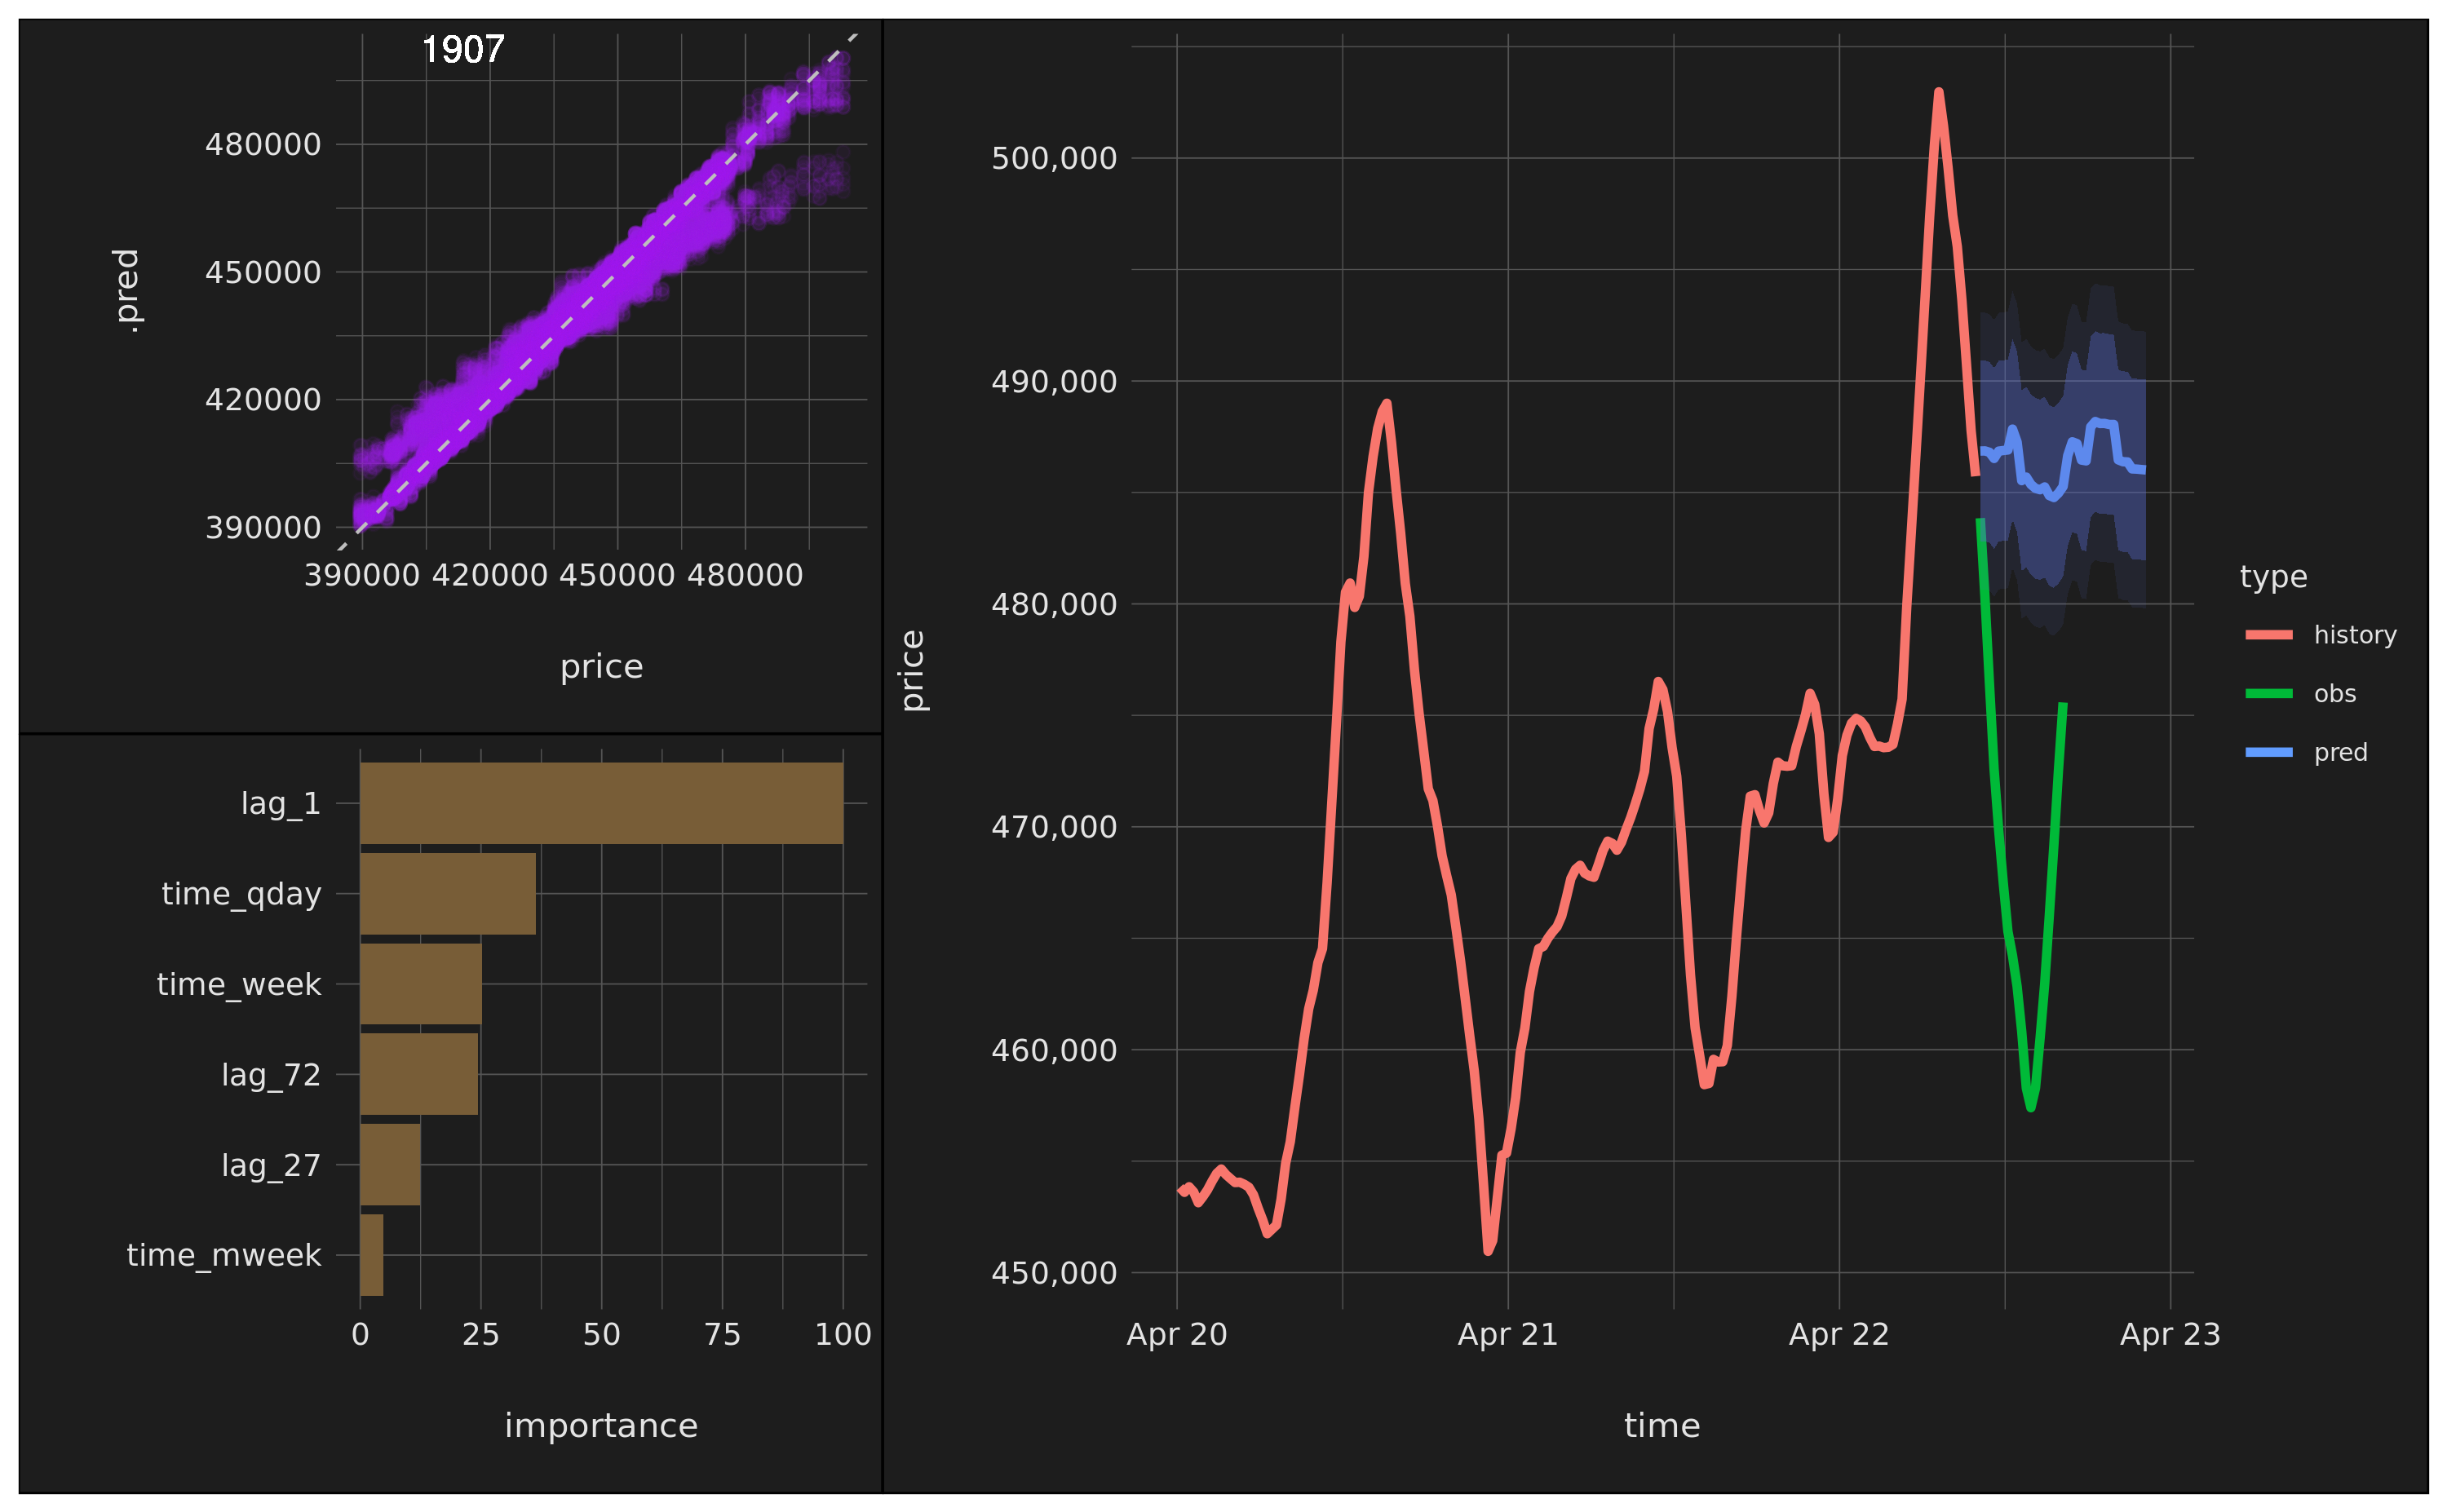 1907
480000
450000
420000
390000
.pred
390000 420000 450000 480000
price
lag_1
time_qday
time_week
lag_72
lag_27
time_mweek
0 25 50 75 100
importance
500,000
490,000
480,000
470,000
460,000
450,000
price
Apr 20 Apr 21 Apr 22 Apr 23
time
type
history
obs
pred